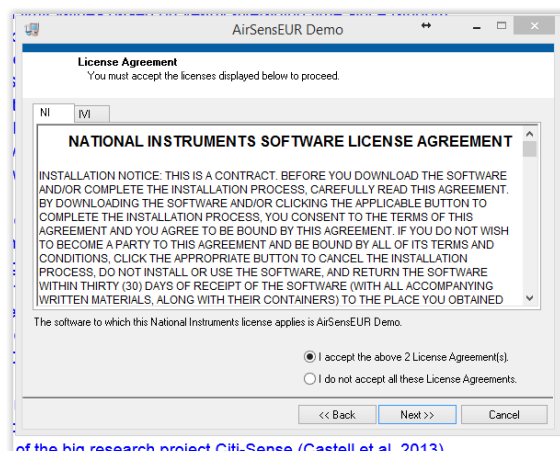 AirSensEUR Demo
License Agreement
You must accept the licenses displayed below to proceed.
NI
IVI
NATIONAL INSTRUMENTS SOFTWARE LICENSE AGREEMENT
INSTALLATION NOTICE: THIS IS A CONTRACT. BEFORE YOU DOWNLOAD THE SOFTWARE
AND/OR COMPLETE THE INSTALLATION PROCESS, CAREFULLY READ THIS AGREEMENT.
BY DOWNLOADING THE SOFTWARE AND/OR CLICKING THE APPLICABLE BUTTON TO
COMPLETE THE INSTALLATION PROCESS, YOU CONSENT TO THE TERMS OF THIS
AGREEMENT AND YOU AGREE TO BE BOUND BY THIS AGREEMENT. IF YOU DO NOT WISH
TO BECOME A PARTY TO THIS AGREEMENT AND BE BOUND BY ALL OF ITS TERMS AND
CONDITIONS, CLICK THE APPROPRIATE BUTTON TO CANCEL THE INSTALLATION
PROCESS, DO NOT INSTALL OR USE THE SOFTWARE, AND RETURN THE SOFTWARE
WITHIN THIRTY (30) DAYS OF RECEIPT OF THE SOFTWARE (WITH ALL ACCOMPANYING
WRITTEN MATERIALS, ALONG WITH THEIR CONTAINERS) TO THE PLACE YOU OBTAINED
The software to which this National Instruments license applies is AirSensEUR Demo.
I accept the above 2 License Agreement(s).
I do not accept all these License Agreements.
<< Back
Next >>
Cancel
of the big research project Citi-Sense (Castell et al. 2013)